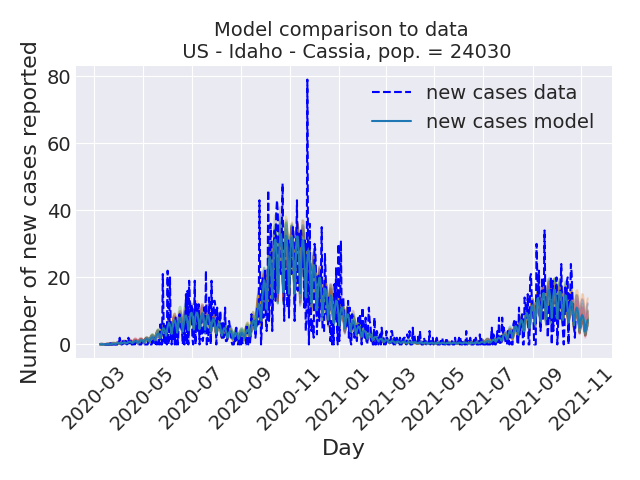 Model comparison to data
US - Idaho - Cassia, pop. = 24030
Number of new cases reported
80
60
40
20
0
new cases data
new cases model
2020-03
2020-05
2020-07
2020-09
2020-11
2021-01
2021-03
2021-05
2021-07
2021-09
2021-11
Day